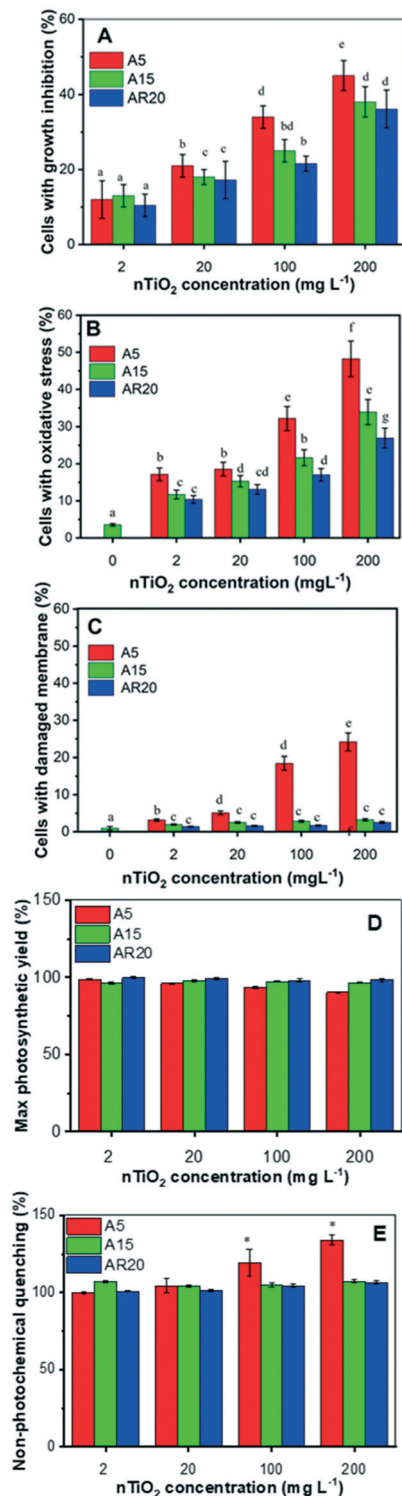 A
A5
A15
AR20
Cells with growth inhibition (%)
60
40
20
0
a a a
b c c
d bd b
e d d
2 20 100 200
nTiO₂ concentration (mg L⁻¹)
B
A5
A15
AR20
Cells with oxidative stress (%)
60
50
40
30
20
10
0
a
b c c
b d cd
e b d
f e g
0 2 20 100 200
nTiO₂ concentration (mgL⁻¹)
C
A5
A15
AR20
Cells with damaged membrane (%)
60
50
40
30
20
10
0
a
b c c
d c c
d c c
e c c
f
0 2 20 100 200
nTiO₂ concentration (mgL⁻¹)
D
A5
A15
AR20
Max photosynthetic yield (%)
150
100
50
0
2 20 100 200
nTiO₂ concentration (mg L⁻¹)
E
A5
A15
AR20
Non-photochemical quenching (%)
150
100
50
0
* *
2 20 100 200
nTiO₂ concentration (mg L⁻¹)